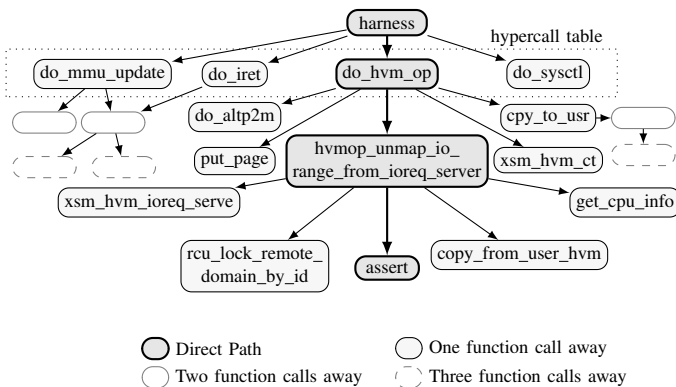 harness
hypercall table
do_mmu_update
do_iret
do_hvm_op
do_sysctl
do_altp2m
cpy_to_usr
put_page
hvmop_unmap_io_
range_from_ioreq_server
xsm_hvm_ct
xsm_hvm_ioreq_serve
get_cpu_info
rcu_lock_remote_
domain_by_id
assert
copy_from_user_hvm
Direct Path
One function call away
Two function calls away
Three function calls away